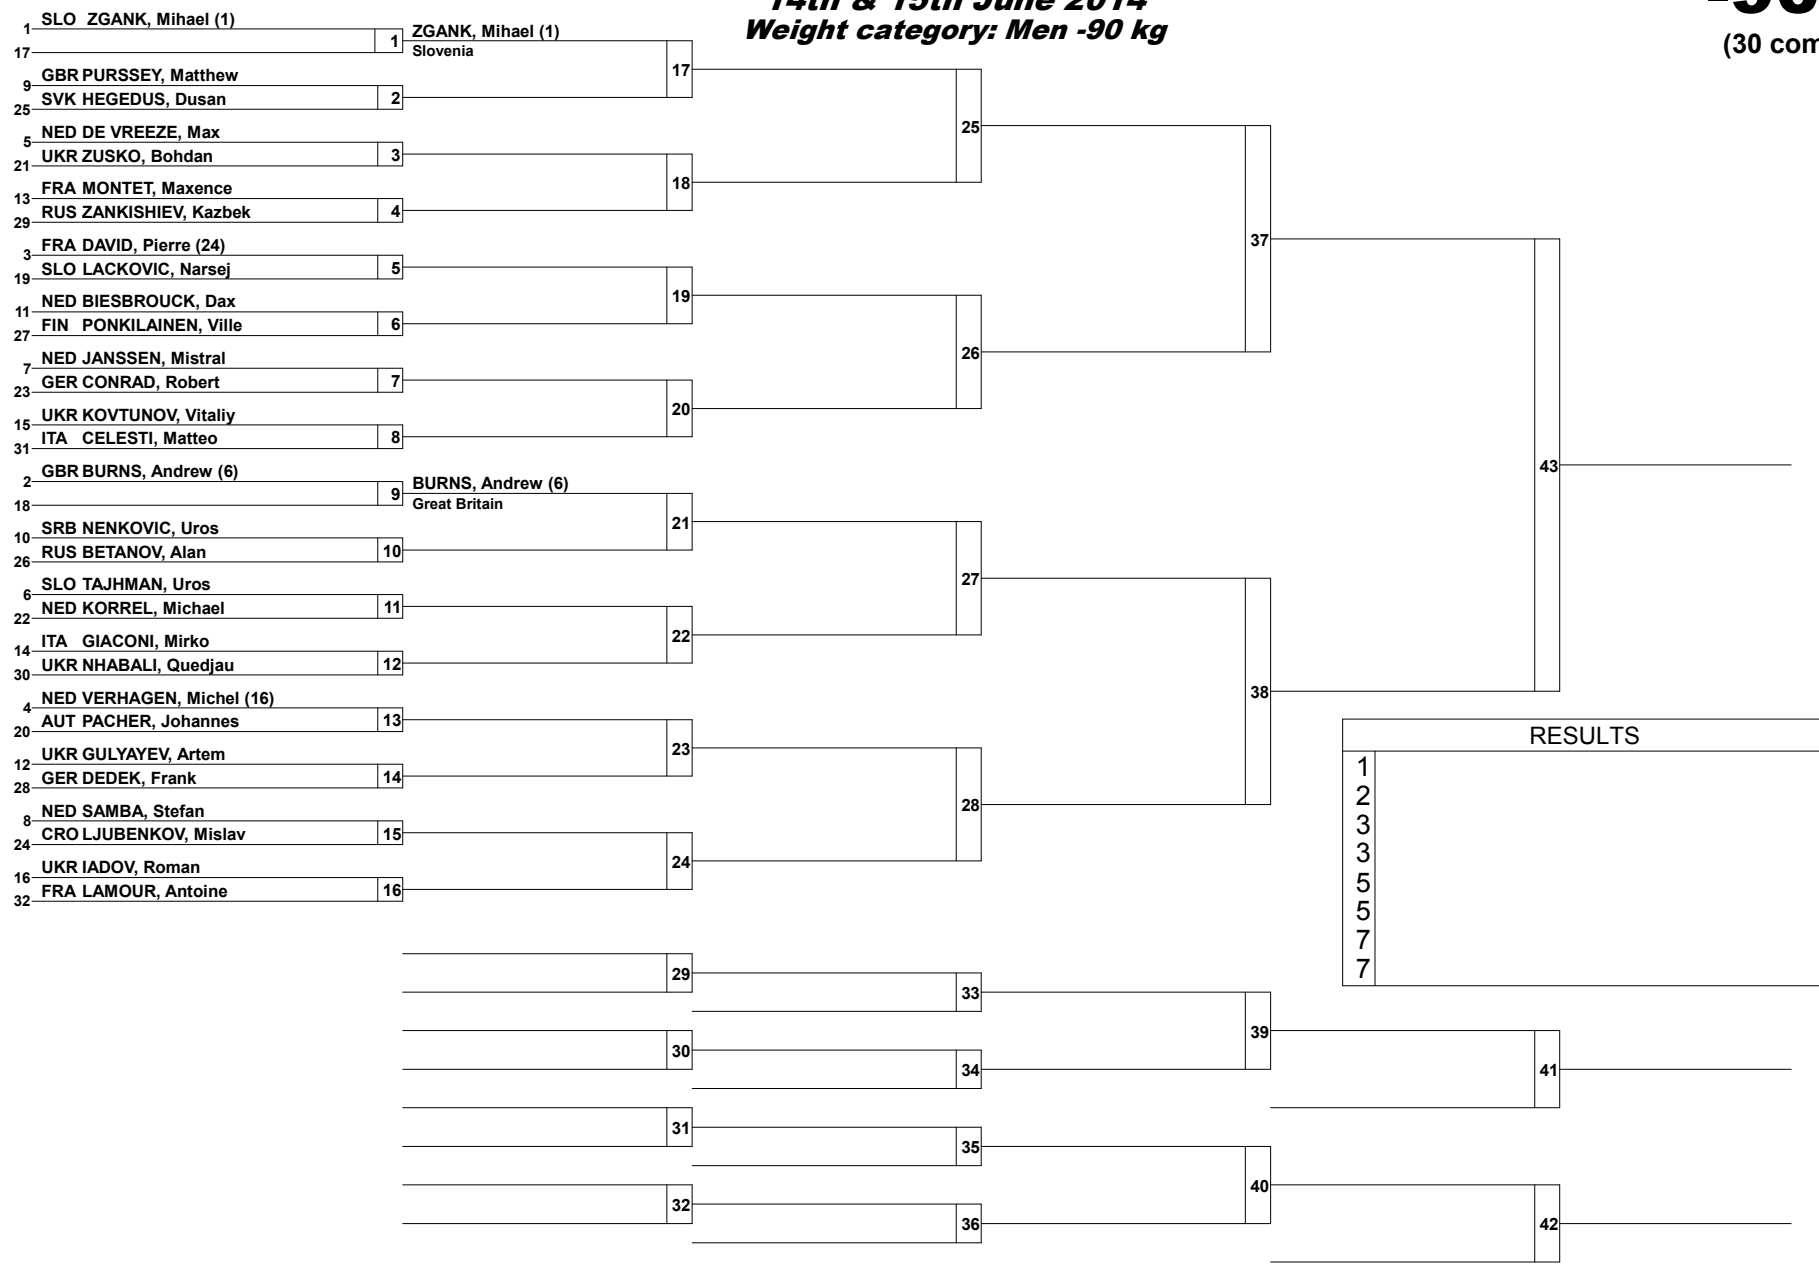 14th & 15th June 2014
Weight category: Men -90 kg
(30 com
1 SLO ZGANK, Mihael (1)
17
1
ZGANK, Mihael (1)
Slovenia
9 GBR PURSSEY, Matthew
25 SVK HEGEDUS, Dusan
2
17
5 NED DE VREEZE, Max
21 UKR ZUSKO, Bohdan
3
25
13 FRA MONTET, Maxence
29 RUS ZANKISHIEV, Kazbek
4
18
3 FRA DAVID, Pierre (24)
19 SLO LACKOVIC, Narsej
5
37
11 NED BIESBROUCK, Dax
27 FIN PONKILAINEN, Ville
6
19
7 NED JANSSEN, Mistral
23 GER CONRAD, Robert
7
26
15 UKR KOVTUNOV, Vitaliy
31 ITA CELESTI, Matteo
8
20
2 GBR BURNS, Andrew (6)
18
9
BURNS, Andrew (6)
Great Britain
43
10 SRB NENKOVIC, Uros
26 RUS BETANOV, Alan
10
21
6 SLO TAJHMAN, Uros
22 NED KORREL, Michael
11
27
14 ITA GIACONI, Mirko
30 UKR NHABALI, Quedjau
12
22
4 NED VERHAGEN, Michel (16)
20 AUT PACHER, Johannes
13
38
12 UKR GULYAYEV, Artem
28 GER DEDEK, Frank
14
23
8 NED SAMBA, Stefan
24 CRO LJUBENKOV, Mislav
15
28
16 UKR IADOV, Roman
32 FRA LAMOUR, Antoine
16
24
RESULTS
1
2
3
3
5
5
7
7
29
33
30
39
34
41
31
35
32
40
36
42